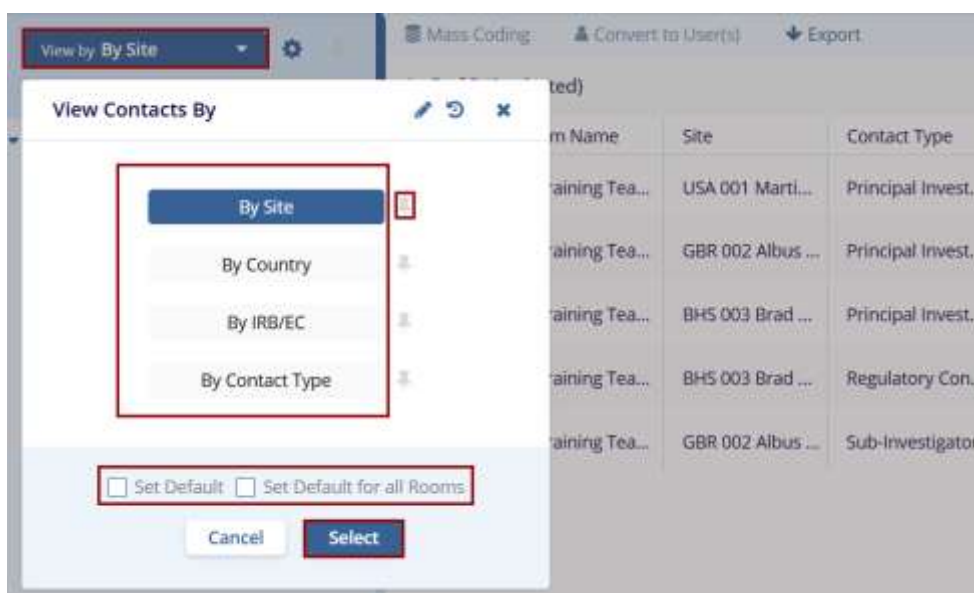 View by By Site
Mass Coding Convert to User(s) Export
ted)
View Contacts By
m Name Site Contact Type
By Site
aining Tea... USA 001 Marti... Principal Invest.
By Country
aining Tea... GBR 002 Albus ... Principal Invest.
By IRB/EC
aining Tea... BHS 003 Brad ... Principal Invest.
By Contact Type
aining Tea... BHS 003 Brad ... Regulatory Con.
aining Tea... GBR 002 Albus ... Sub-Investigator
Set Default Set Default for all Rooms
Cancel Select